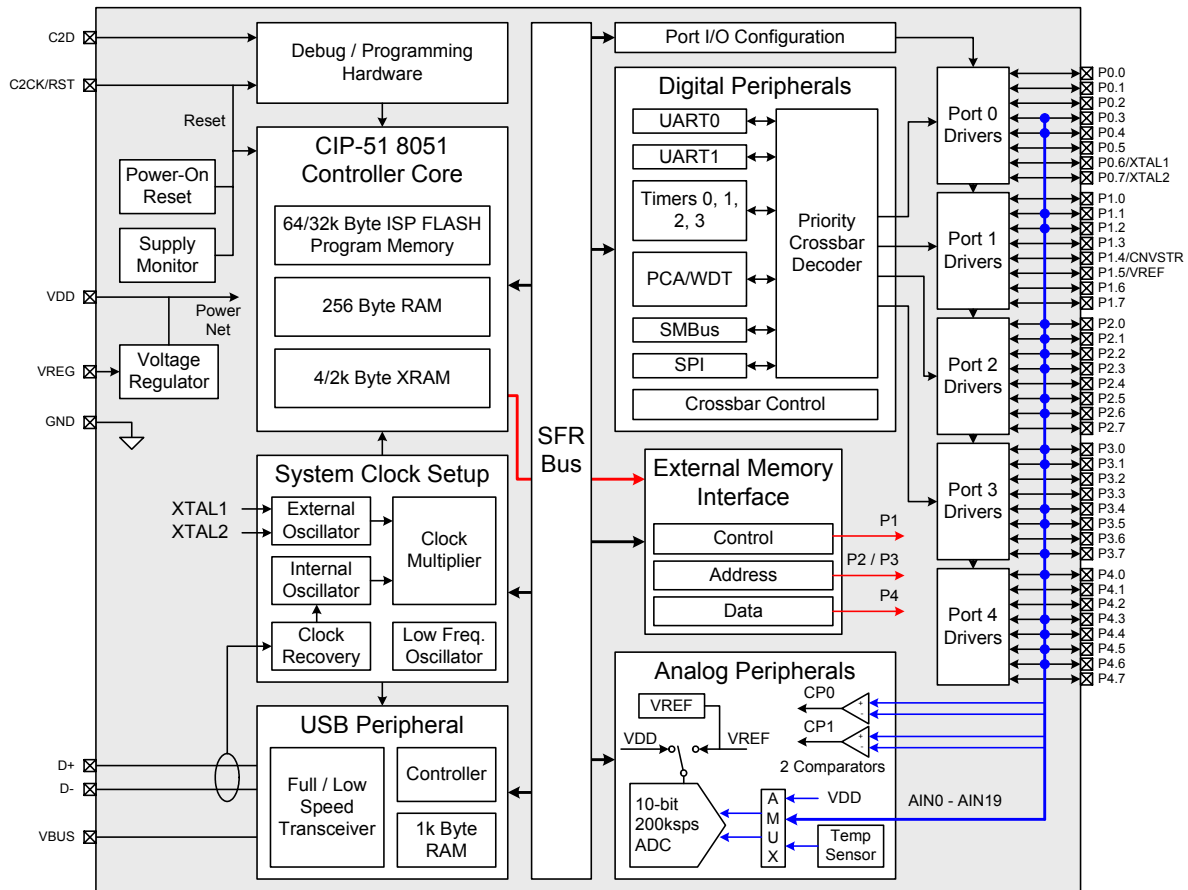 C2D
C2CK/RST
Debug / Programming
Hardware
Reset
Power-On
Reset
Supply
Monitor
VDD
Power
Net
VREG
Voltage
Regulator
GND
CIP-51 8051
Controller Core
64/32k Byte ISP FLASH
Program Memory
256 Byte RAM
4/2k Byte XRAM
System Clock Setup
XTAL1
XTAL2
External
Oscillator
Internal
Oscillator
Clock
Recovery
Clock
Multiplier
Low Freq.
Oscillator
USB Peripheral
D+
D-
VBUS
Full / Low
Speed
Transceiver
Controller
1k Byte
RAM
SFR
Bus
Port I/O Configuration
Digital Peripherals
UART0
UART1
Timers 0, 1,
2, 3
PCA/WDT
SMBus
SPI
Priority
Crossbar
Decoder
Crossbar Control
External Memory
Interface
Control
Address
Data
P1
P2 / P3
P4
Analog Peripherals
VREF
VDD
VREF
CP0
+
-
CP1
+
-
2 Comparators
10-bit
200ksps
ADC
A
M
U
X
VDD
Temp
Sensor
AIN0 - AIN19
Port 0
Drivers
Port 1
Drivers
Port 2
Drivers
Port 3
Drivers
Port 4
Drivers
P0.0
P0.1
P0.2
P0.3
P0.4
P0.5
P0.6/XTAL1
P0.7/XTAL2
P1.0
P1.1
P1.2
P1.3
P1.4/CNVSTR
P1.5/VREF
P1.6
P1.7
P2.0
P2.1
P2.2
P2.3
P2.4
P2.5
P2.6
P2.7
P3.0
P3.1
P3.2
P3.3
P3.4
P3.5
P3.6
P3.7
P4.0
P4.1
P4.2
P4.3
P4.4
P4.5
P4.6
P4.7